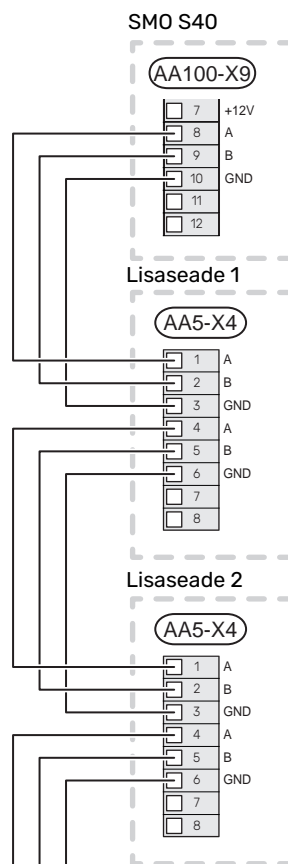 SMO S40
AA100-X9
7 +12V
8 A
9 B
10 GND
11
12
Lisaseade 1
AA5-X4
1 A
2 B
3 GND
4 A
5 B
6 GND
7
8
Lisaseade 2
AA5-X4
1 A
2 B
3 GND
4 A
5 B
6 GND
7
8